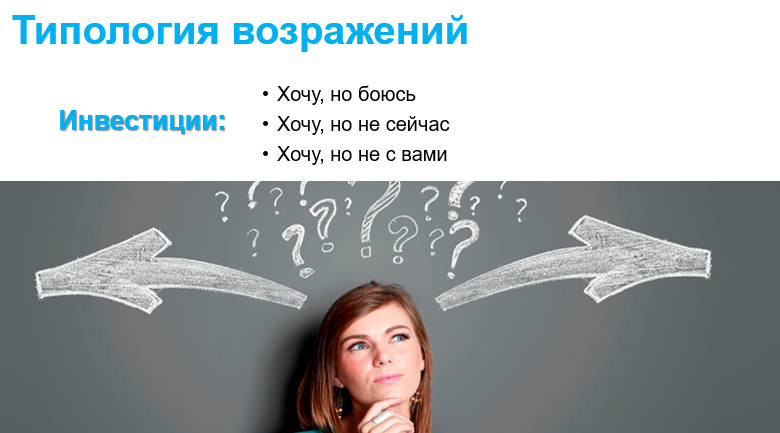 Типология возражений
Инвестиции:
• Хочу, но боюсь
• Хочу, но не сейчас
• Хочу, но не с вами
? ? ? ? ? ? ? ? ? ? ? ? ? ?